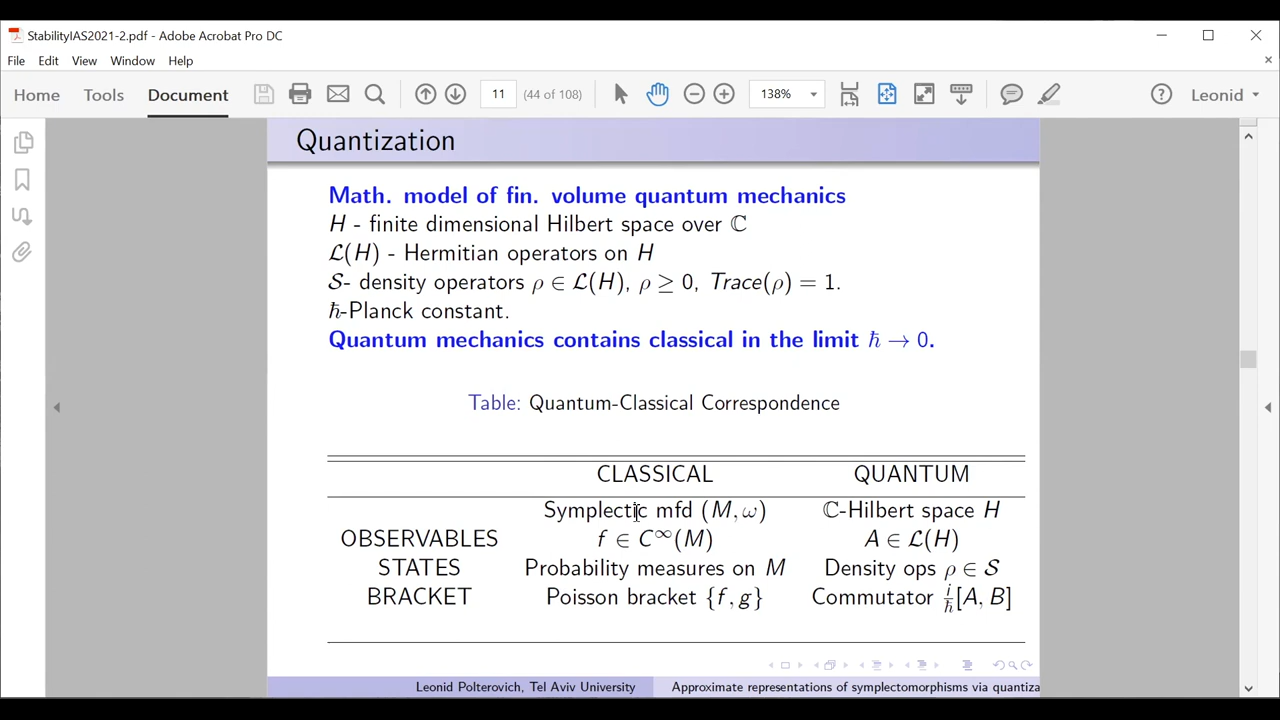 StabilityIAS2021-2.pdf - Adobe Acrobat Pro DC
File Edit View Window Help
Home Tools Document 11 (44 of 108) 138% Leonid
Quantization
Math. model of fin. volume quantum mechanics
H - finite dimensional Hilbert space over ℂ
ℒ(H) - Hermitian operators on H
𝒮- density operators ρ ∈ ℒ(H), ρ ≥ 0, Trace(ρ) = 1.
ħ-Planck constant.
Quantum mechanics contains classical in the limit ħ → 0.
Table: Quantum-Classical Correspondence
CLASSICAL QUANTUM
Symplectic mfd (M, ω) ℂ-Hilbert space H
OBSERVABLES f ∈ C^∞(M) A ∈ ℒ(H)
STATES Probability measures on M Density ops ρ ∈ 𝒮
BRACKET Poisson bracket {f, g} Commutator i/ħ[A, B]
Leonid Polterovich, Tel Aviv University Approximate representations of symplectomorphisms via quantiza